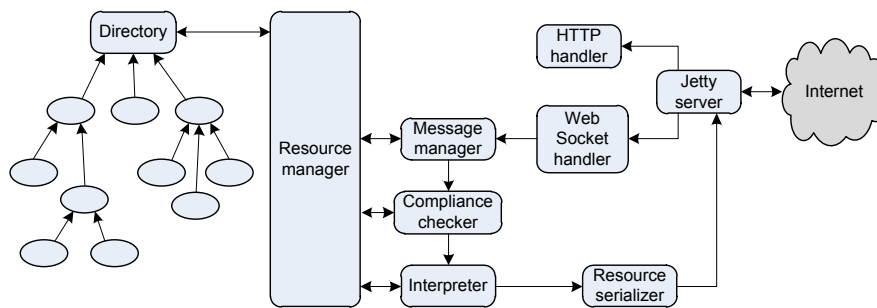 Directory
HTTP
handler
Jetty
server
Internet
Resource
manager
Message
manager
Web
Socket
handler
Compliance
checker
Interpreter
Resource
serializer